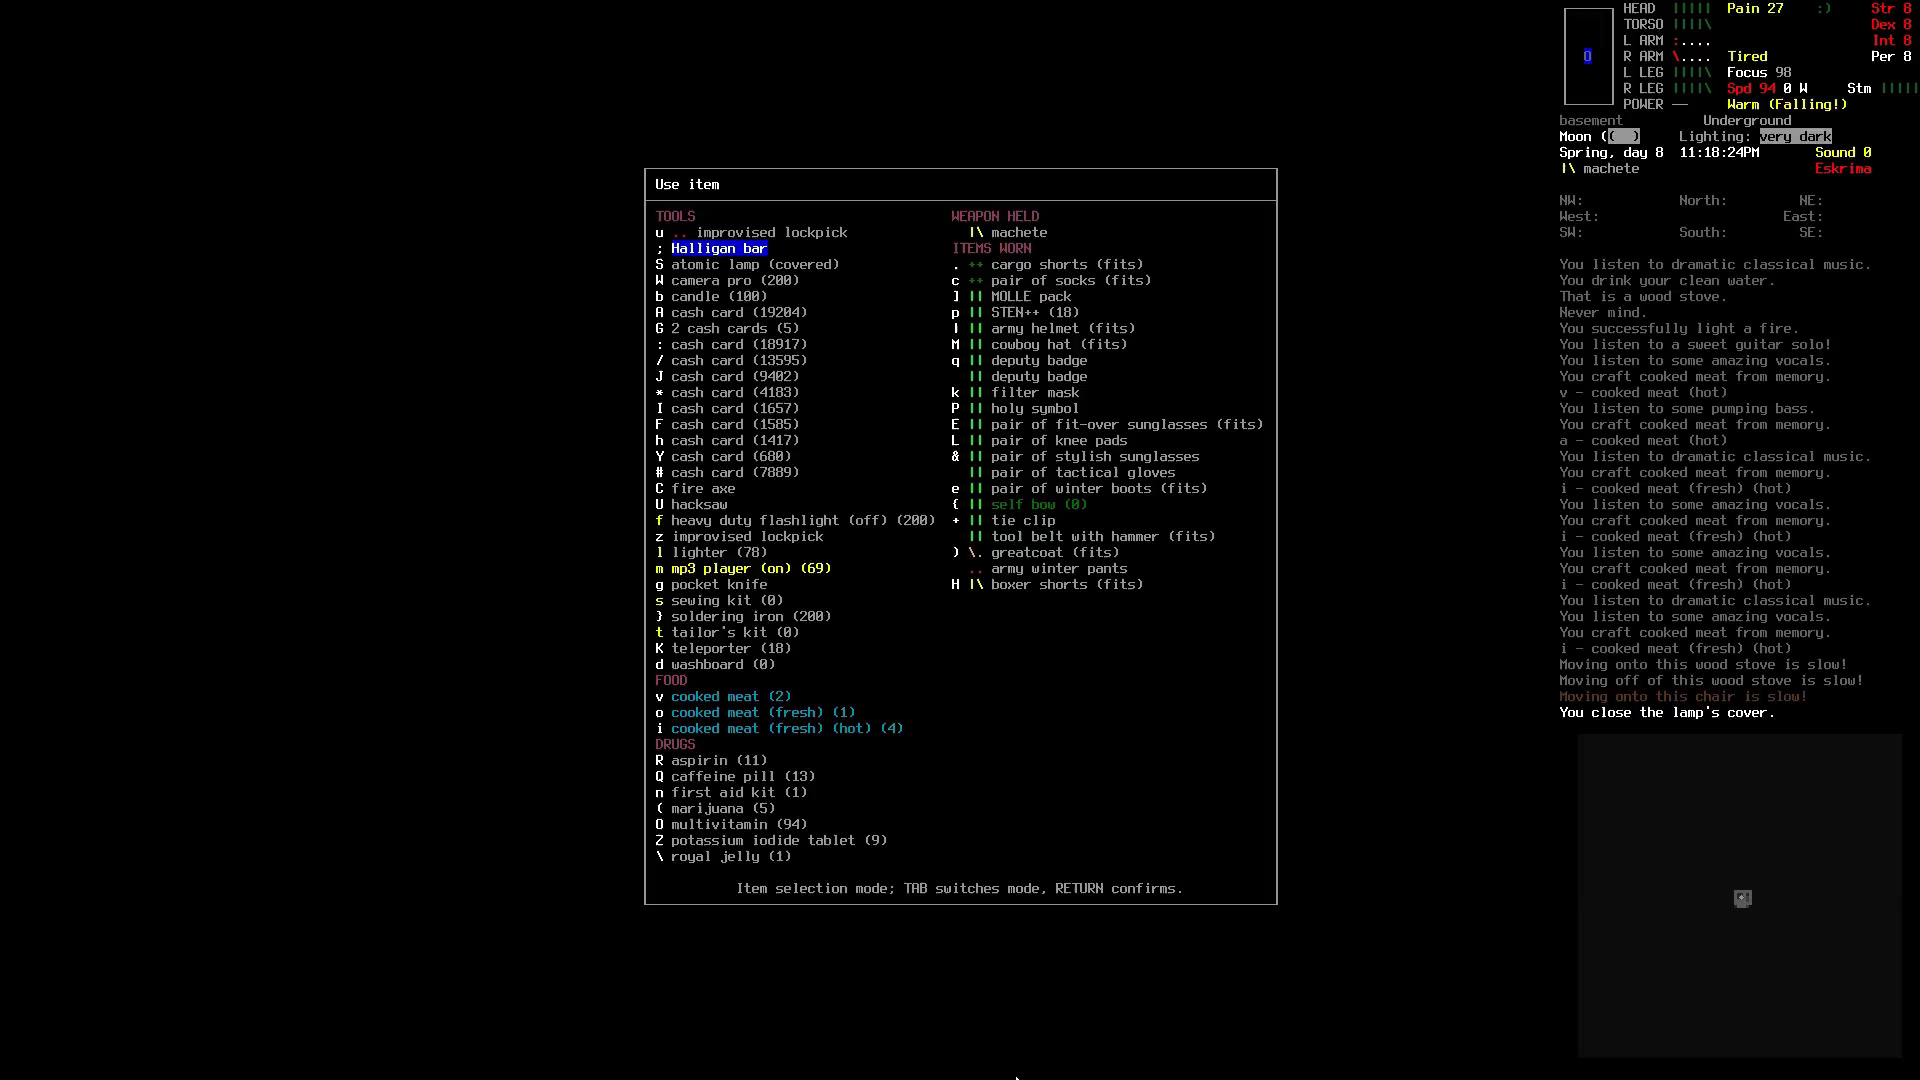 Use item
TOOLS
u .. improvised lockpick
; Halligan bar
S atomic lamp (covered)
W camera pro (200)
b candle (100)
A cash card (19204)
G 2 cash cards (5)
: cash card (18917)
/ cash card (13595)
J cash card (9402)
* cash card (4183)
I cash card (1657)
F cash card (1585)
h cash card (1417)
Y cash card (680)
# cash card (7889)
C fire axe
U hacksaw
f heavy duty flashlight (off) (200)
z improvised lockpick
l lighter (78)
m mp3 player (on) (69)
g pocket knife
s sewing kit (0)
} soldering iron (200)
t tailor's kit (0)
K teleporter (18)
d washboard (0)
FOOD
v cooked meat (2)
o cooked meat (fresh) (1)
i cooked meat (fresh) (hot) (4)
DRUGS
R aspirin (11)
Q caffeine pill (13)
n first aid kit (1)
( marijuana (5)
O multivitamin (94)
Z potassium iodide tablet (9)
\ royal jelly (1)
WEAPON HELD
|\ machete
ITEMS WORN
. ++ cargo shorts (fits)
c ++ pair of socks (fits)
] || MOLLE pack
p || STEN++ (18)
| || army helmet (fits)
M || cowboy hat (fits)
q || deputy badge
|| deputy badge
k || filter mask
P || holy symbol
E || pair of fit-over sunglasses (fits)
L || pair of knee pads
& || pair of stylish sunglasses
|| pair of tactical gloves
e || pair of winter boots (fits)
{ || self bow (0)
+ || tie clip
|| tool belt with hammer (fits)
) \. greatcoat (fits)
.. army winter pants
H |\ boxer shorts (fits)
Item selection mode; TAB switches mode, RETURN confirms.
0
HEAD ||||| Pain 27 :) Str 8
TORSO ||||\ Dex 8
L ARM :.... Int 8
R ARM \.... Tired Per 8
L LEG ||||\ Focus 98
R LEG ||||\ Spd 94 0 W Stm |||||
POWER -- Warm (Falling!)
basement Underground
Moon ((  ) Lighting: very dark
Spring, day 8 11:18:24PM Sound 0
|\ machete Eskrima
NW: North: NE:
West: East:
SW: South: SE:
You listen to dramatic classical music.
You drink your clean water.
That is a wood stove.
Never mind.
You successfully light a fire.
You listen to a sweet guitar solo!
You listen to some amazing vocals.
You craft cooked meat from memory.
v - cooked meat (hot)
You listen to some pumping bass.
You craft cooked meat from memory.
a - cooked meat (hot)
You listen to dramatic classical music.
You craft cooked meat from memory.
i - cooked meat (fresh) (hot)
You listen to some amazing vocals.
You craft cooked meat from memory.
i - cooked meat (fresh) (hot)
You listen to some amazing vocals.
You craft cooked meat from memory.
i - cooked meat (fresh) (hot)
You listen to dramatic classical music.
You listen to some amazing vocals.
You craft cooked meat from memory.
i - cooked meat (fresh) (hot)
Moving onto this wood stove is slow!
Moving off of this wood stove is slow!
Moving onto this chair is slow!
You close the lamp's cover.